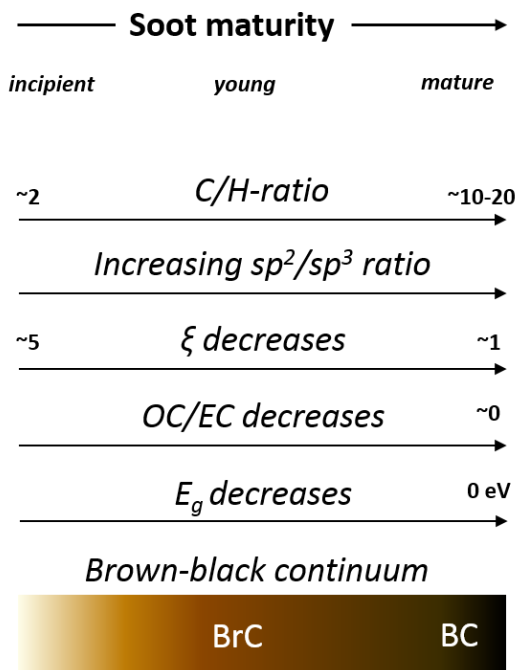 Soot maturity
incipient young mature
~2 C/H-ratio ~10-20
Increasing sp²/sp³ ratio
~5 ξ decreases ~1
OC/EC decreases ~0
E_g decreases 0 eV
Brown-black continuum
BrC BC